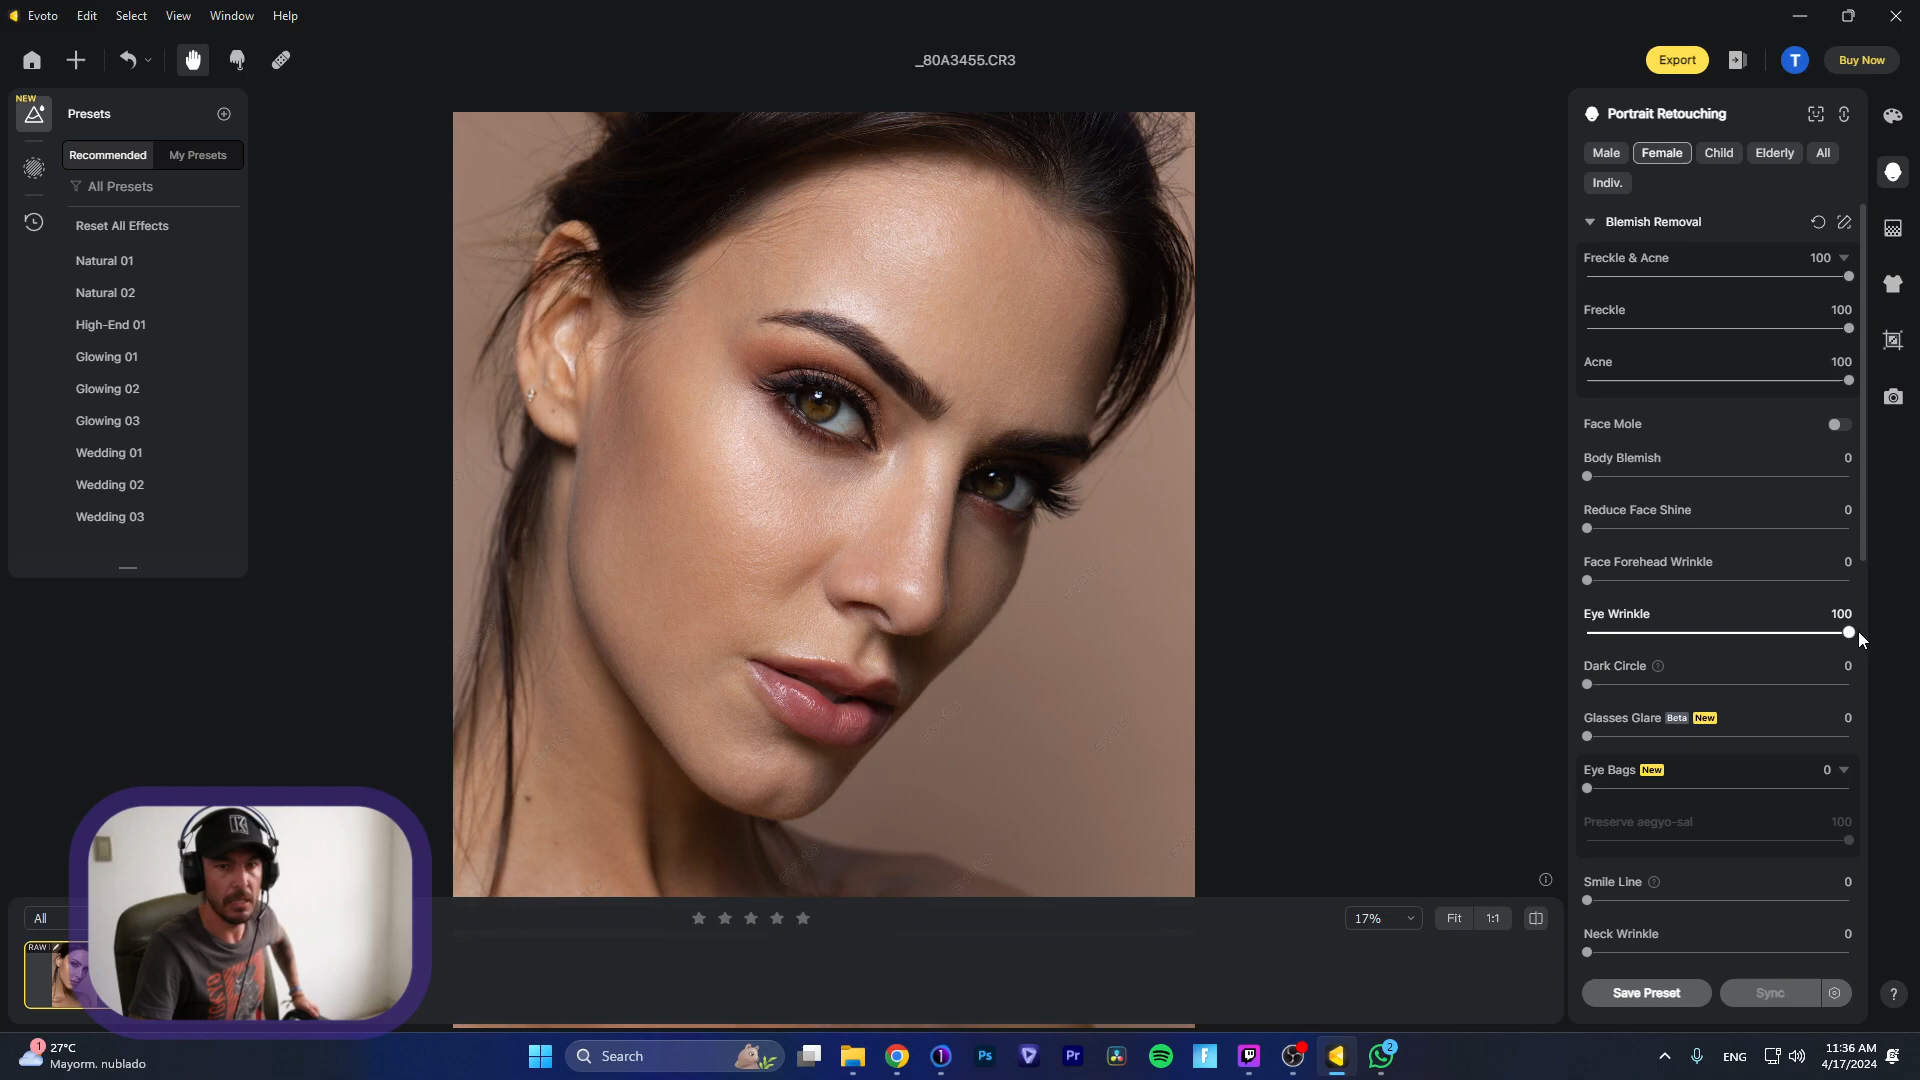 Evoto Edit Select View Window Help
_80A3455.CR3
Export
T
Buy Now
NEW
Presets
Recommended My Presets
All Presets
Reset All Effects
Natural 01
Natural 02
High-End 01
Glowing 01
Glowing 02
Glowing 03
Wedding 01
Wedding 02
Wedding 03
Portrait Retouching
Male Female Child Elderly All
Indiv.
Blemish Removal
Freckle & Acne 100
Freckle 100
Acne 100
Face Mole
Body Blemish 0
Reduce Face Shine 0
Face Forehead Wrinkle 0
Eye Wrinkle 100
Dark Circle 0
Glasses Glare Beta New 0
Eye Bags New 0
Preserve aegyo-sal 100
Smile Line 0
Neck Wrinkle 0
Save Preset Sync
All
17% Fit 1:1
RAW
1
27°C
Mayorm. nublado
Search
Ps
Pr
2
ENG
11:36 AM
4/17/2024